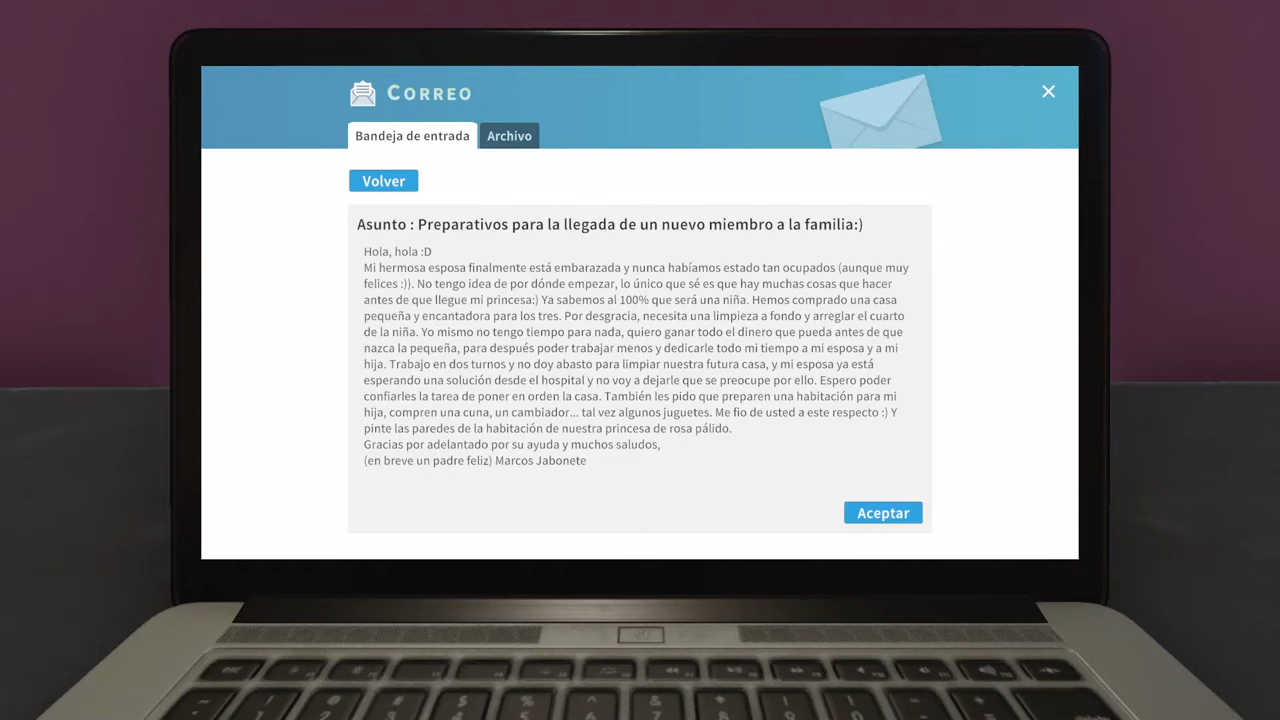 CORREO
Bandeja de entrada
Archivo
Volver
Asunto : Preparativos para la llegada de un nuevo miembro a la familia:)
Hola, hola :D
Mi hermosa esposa finalmente está embarazada y nunca habíamos estado tan ocupados (aunque muy
felices :)). No tengo idea de por dónde empezar, lo único que sé es que hay muchas cosas que hacer
antes de que llegue mi princesa:) Ya sabemos al 100% que será una niña. Hemos comprado una casa
pequeña y encantadora para los tres. Por desgracia, necesita una limpieza a fondo y arreglar el cuarto
de la niña. Yo mismo no tengo tiempo para nada, quiero ganar todo el dinero que pueda antes de que
nazca la pequeña, para después poder trabajar menos y dedicarle todo mi tiempo a mi esposa y a mi
hija. Trabajo en dos turnos y no doy abasto para limpiar nuestra futura casa, y mi esposa ya está
esperando una solución desde el hospital y no voy a dejarle que se preocupe por ello. Espero poder
confiarles la tarea de poner en orden la casa. También les pido que preparen una habitación para mi
hija, compren una cuna, un cambiador... tal vez algunos juguetes. Me fio de usted a este respecto :) Y
pinte las paredes de la habitación de nuestra princesa de rosa pálido.
Gracias por adelantado por su ayuda y muchos saludos,
(en breve un padre feliz) Marcos Jabonete
Aceptar